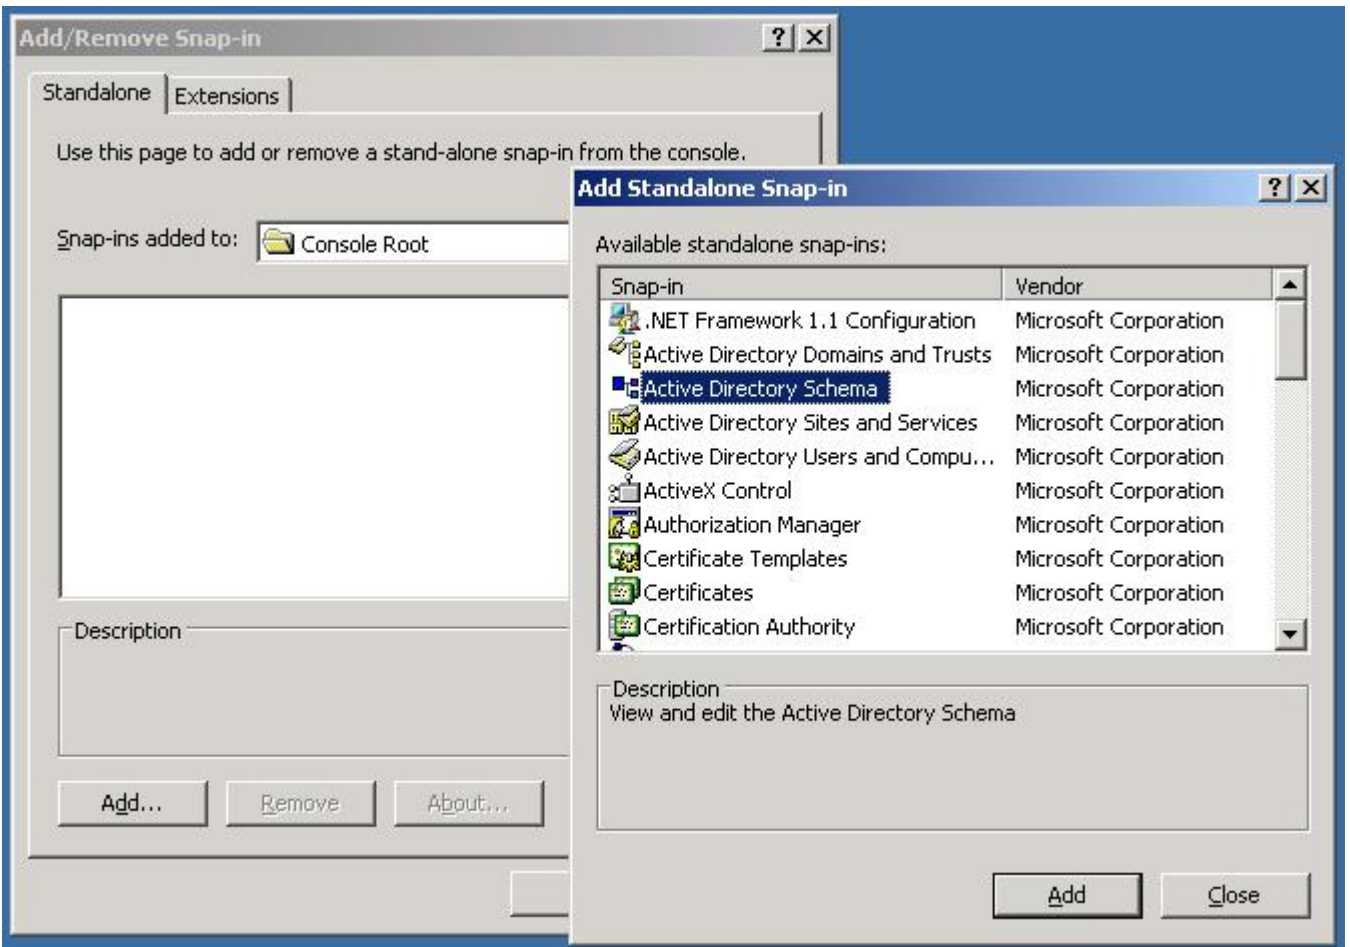 Add/Remove Snap-in
Standalone
Extensions
Use this page to add or remove a stand-alone snap-in from the console.
Snap-ins added to:
Console Root
Description
Add...
Remove
About...
Add Standalone Snap-in
Available standalone snap-ins:
Snap-in Vendor
.NET Framework 1.1 Configuration Microsoft Corporation
Active Directory Domains and Trusts Microsoft Corporation
Active Directory Schema Microsoft Corporation
Active Directory Sites and Services Microsoft Corporation
Active Directory Users and Compu... Microsoft Corporation
ActiveX Control Microsoft Corporation
Authorization Manager Microsoft Corporation
Certificate Templates Microsoft Corporation
Certificates Microsoft Corporation
Certification Authority Microsoft Corporation
Description
View and edit the Active Directory Schema
Add
Close